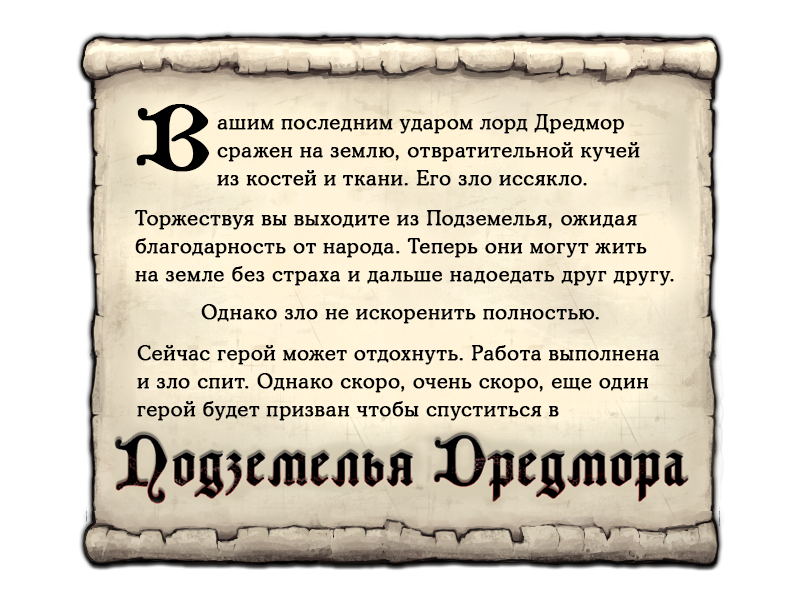 Вашим последним ударом лорд Дредмор
сражен на землю, отвратительной кучей
из костей и ткани. Его зло иссякло.
Торжествуя вы выходите из Подземелья, ожидая
благодарность от народа. Теперь они могут жить
на земле без страха и дальше надоедать друг другу.
Однако зло не искоренить полностью.
Сейчас герой может отдохнуть. Работа выполнена
и зло спит. Однако скоро, очень скоро, еще один
герой будет призван чтобы спуститься в
Подземелья Дредмора